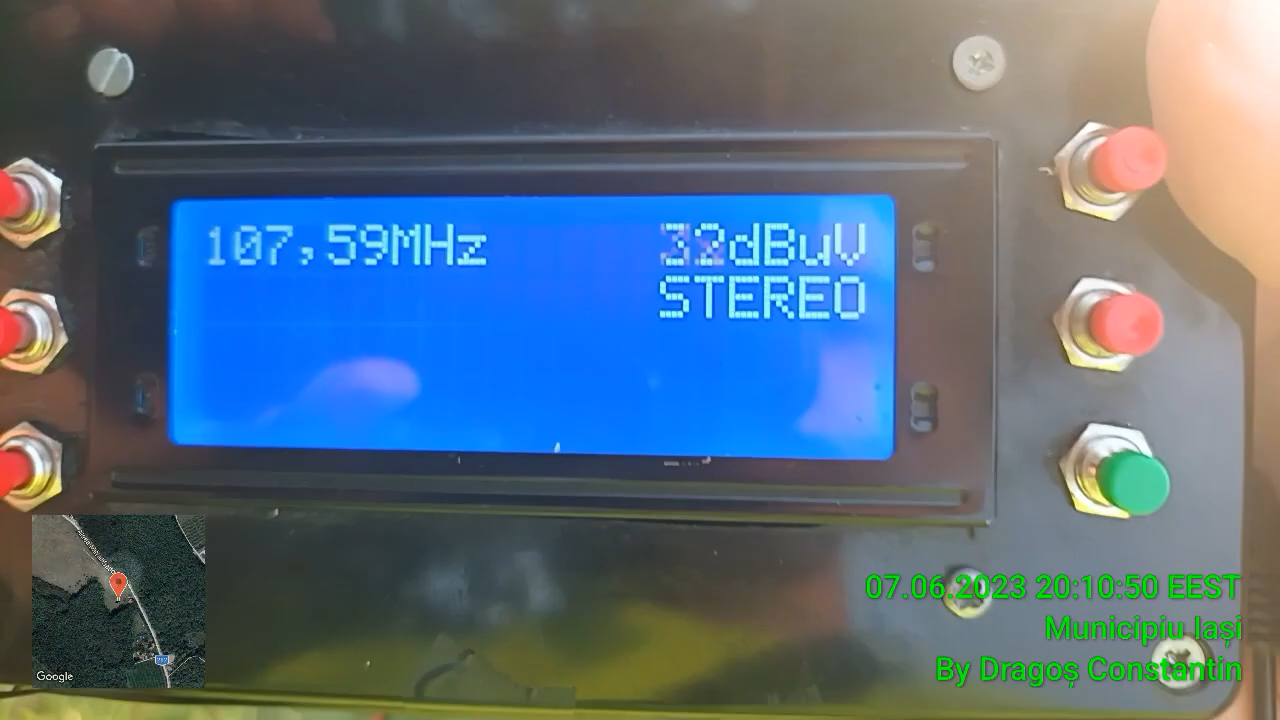 107,59MHz 32dBuV
STEREO
Google
07.06.2023 20:10:50 EEST
Municipiu Iași
By Dragoș Constantin